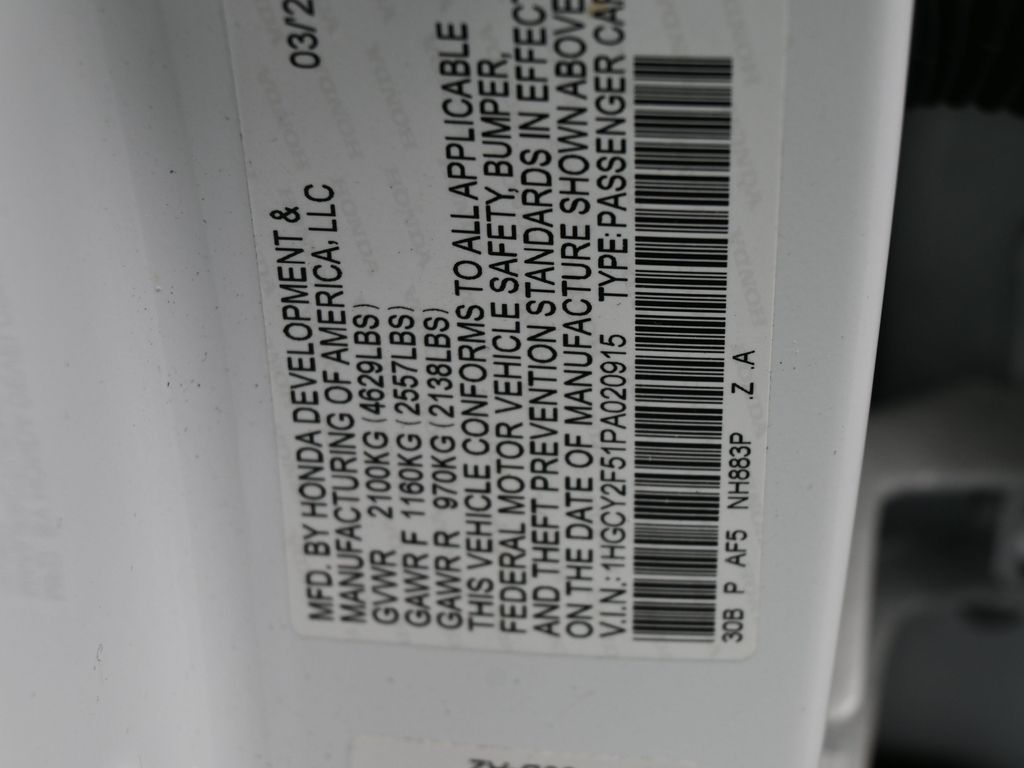 03/2
MFD. BY HONDA DEVELOPMENT &
MANUFACTURING OF AMERICA, LLC
GVWR 2100KG (4629LBS)
GAWR F 1160KG (2557LBS)
GAWR R 970KG (2138LBS)
THIS VEHICLE CONFORMS TO ALL APPLICABLE
FEDERAL MOTOR VEHICLE SAFETY, BUMPER,
AND THEFT PREVENTION STANDARDS IN EFFECT
ON THE DATE OF MANUFACTURE SHOWN ABOVE
V.I.N.: 1HGCY2F51PA020915 TYPE: PASSENGER CAR
30B P AF5 NH883P .Z .A